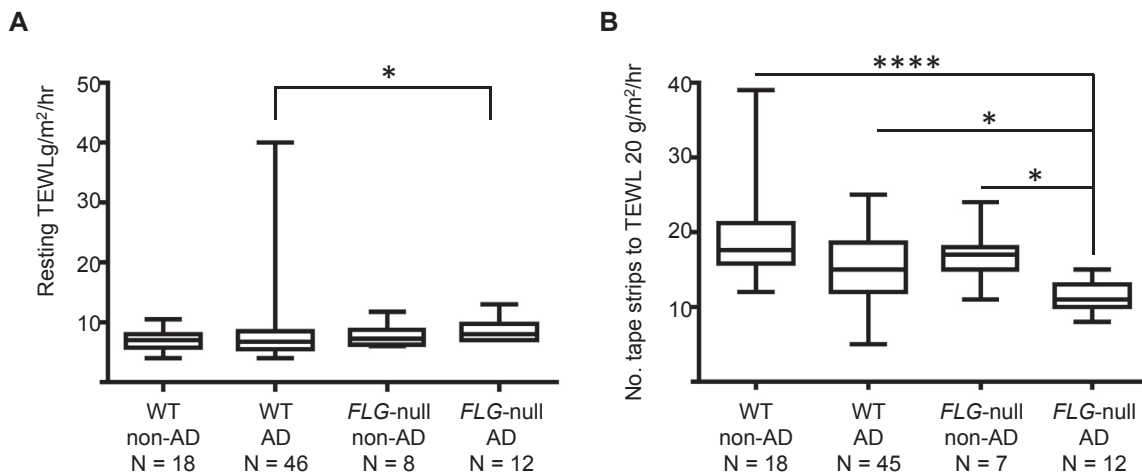 A
Resting TEWLg/m²/hr
50
40
30
20
10
*
WT
non-AD
N = 18
WT
AD
N = 46
FLG-null
non-AD
N = 8
FLG-null
AD
N = 12
B
No. tape strips to TEWL 20 g/m²/hr
40
30
20
10
****
*
*
WT
non-AD
N = 18
WT
AD
N = 45
FLG-null
non-AD
N = 7
FLG-null
AD
N = 12